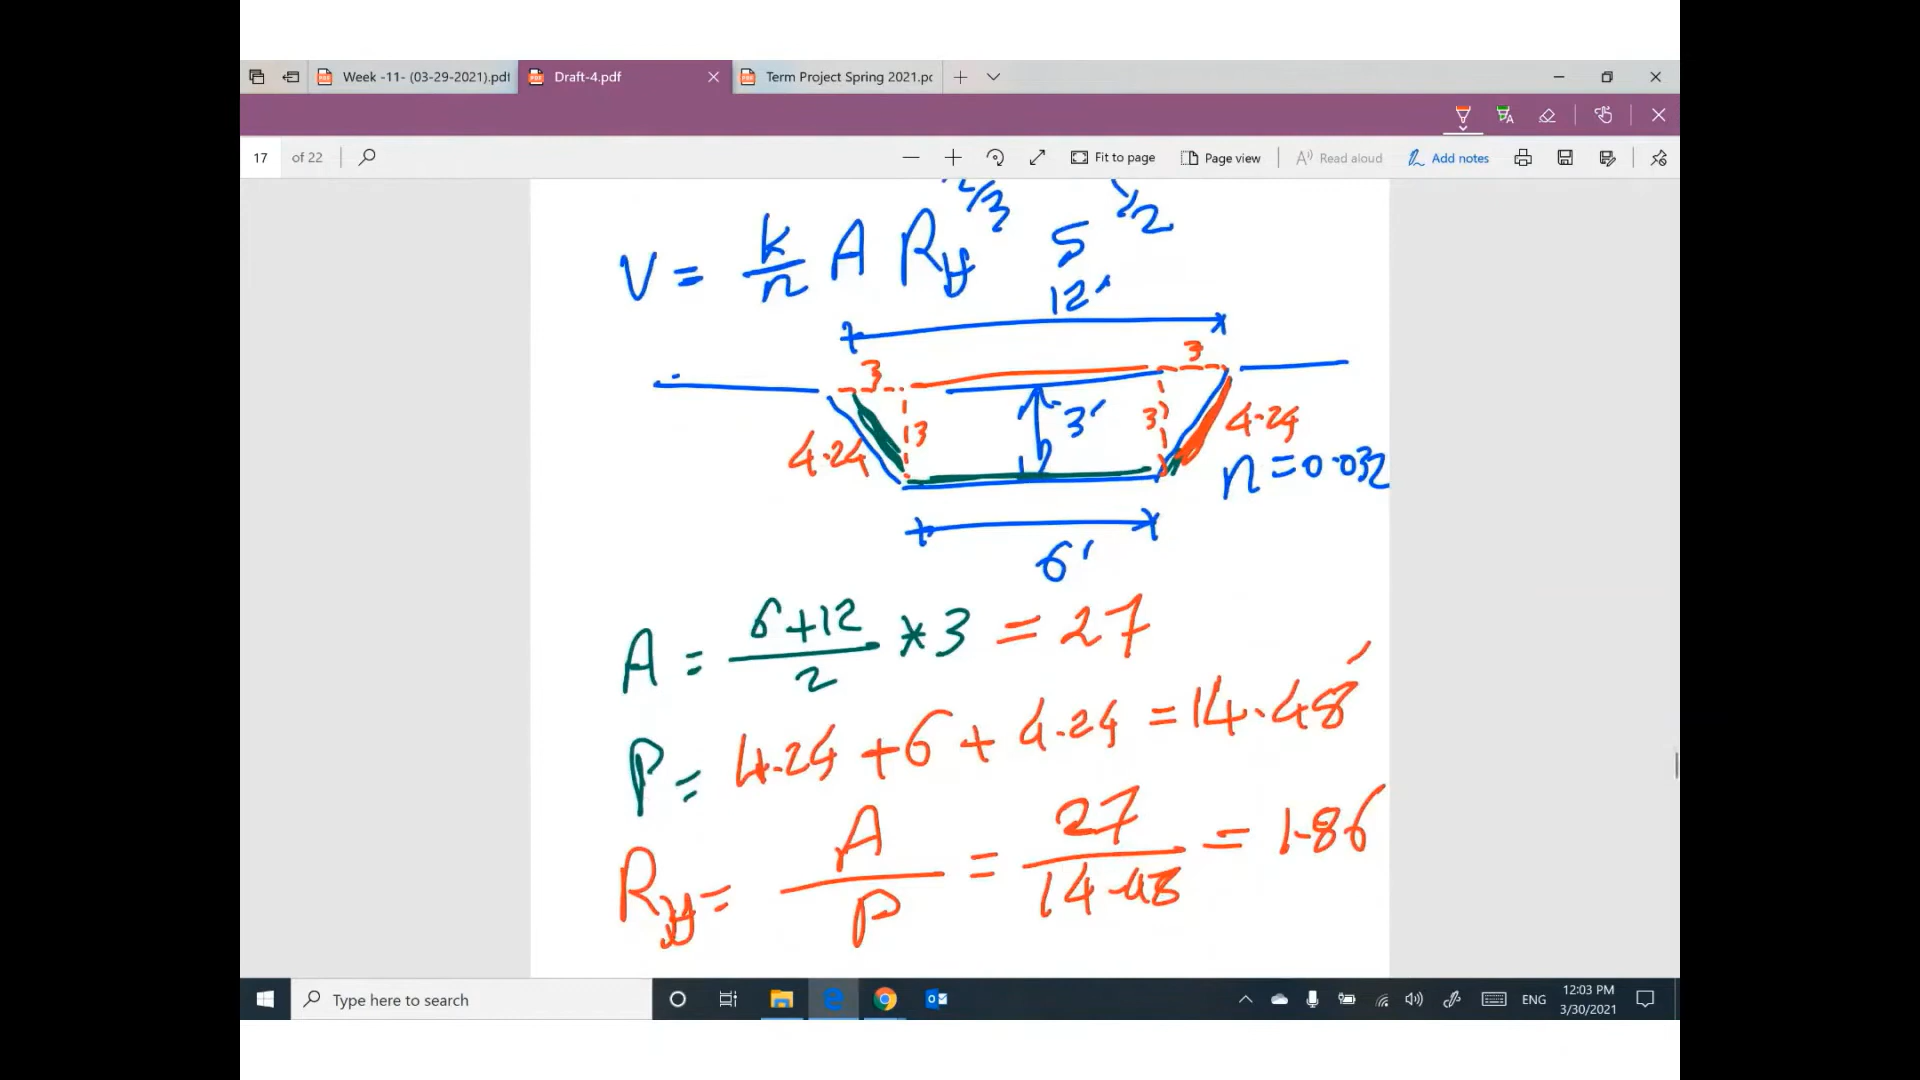 Week -11- (03-29-2021).pdf Draft-4.pdf Term Project Spring 2021.pc
17 of 22 Fit to page Page view Read aloud Add notes
V = k/n A R_H^2/3 S^1/2
12'
3 3
3 3' 3
4.24 4.24
n = 0.032
6'
A = 6+12/2 * 3 = 27
P = 4.24 + 6 + 4.24 = 14.48'
R_H = A/P = 27/14.48 = 1.86
Type here to search ENG 12:03 PM
3/30/2021